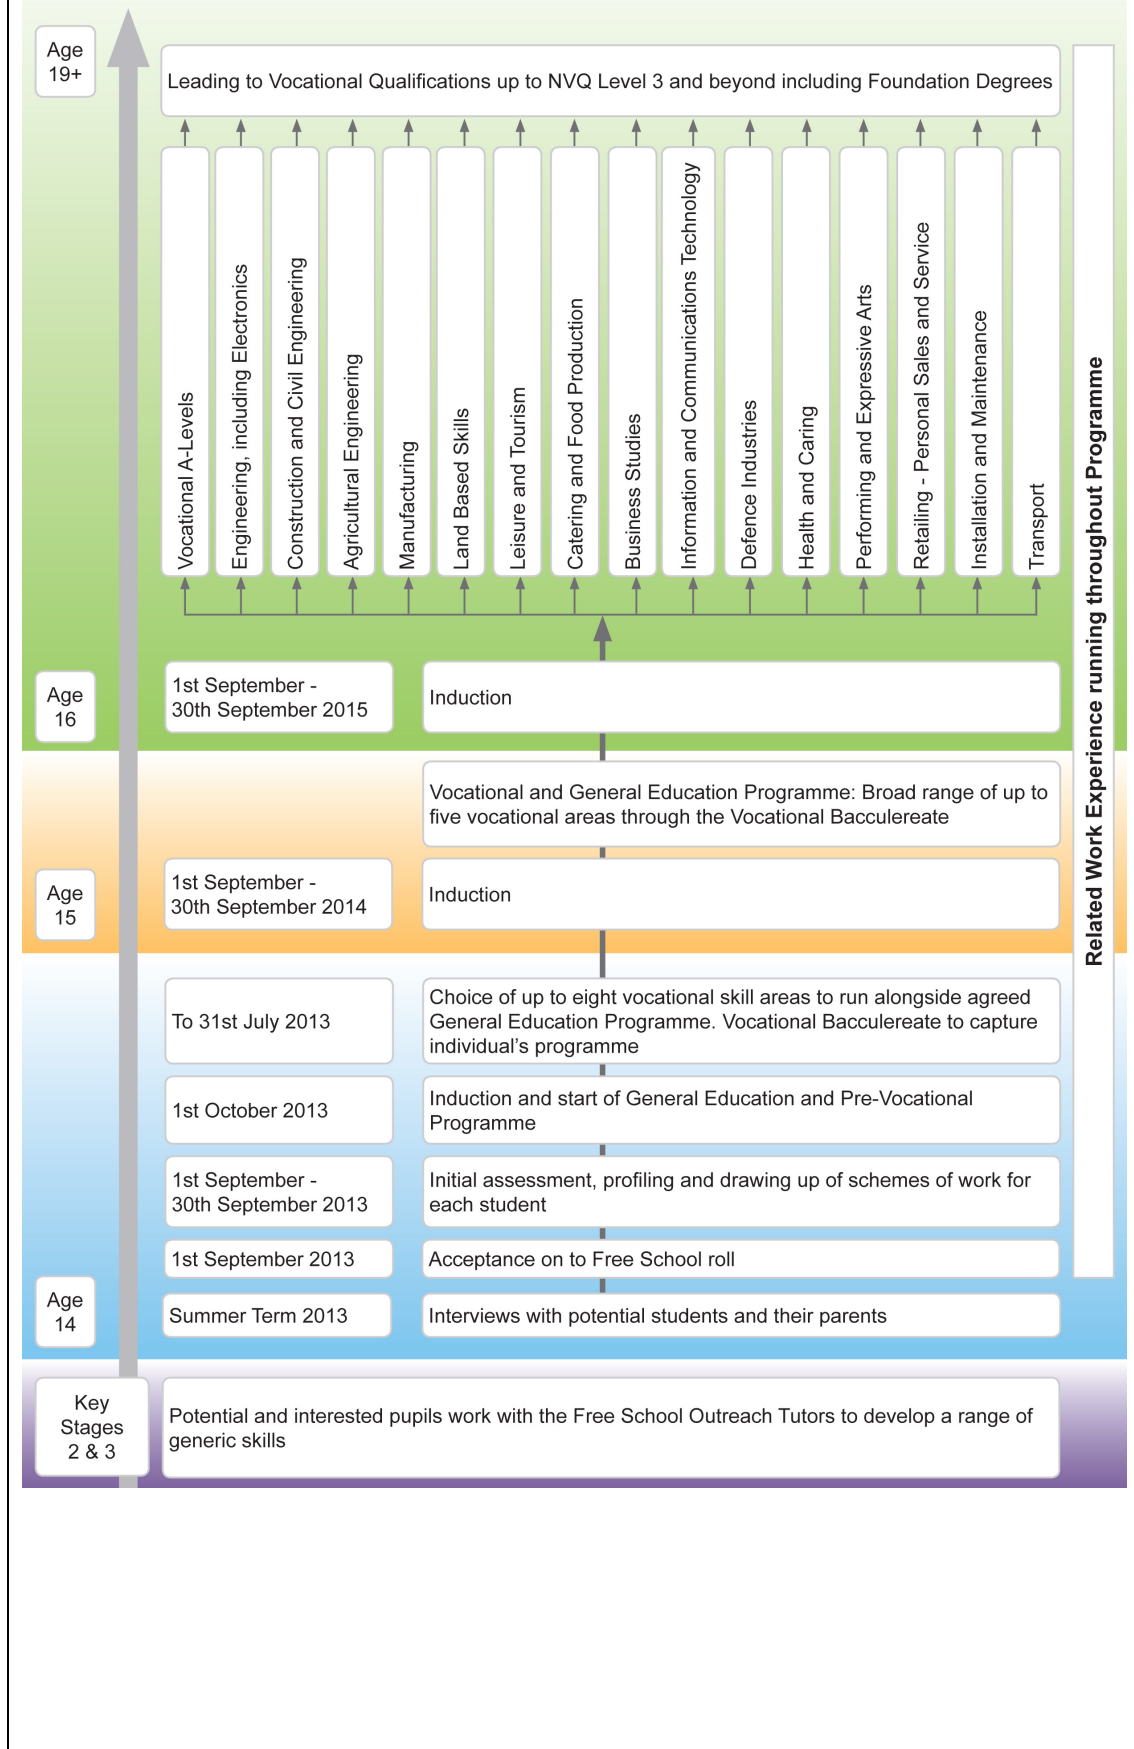 Age
19+
Leading to Vocational Qualifications up to NVQ Level 3 and beyond including Foundation Degrees
Vocational A-Levels
Engineering, including Electronics
Construction and Civil Engineering
Agricultural Engineering
Manufacturing
Land Based Skills
Leisure and Tourism
Catering and Food Production
Business Studies
Information and Communications Technology
Defence Industries
Health and Caring
Performing and Expressive Arts
Retailing - Personal Sales and Service
Installation and Maintenance
Transport
Related Work Experience running throughout Programme
Age
16
1st September -
30th September 2015
Induction
Vocational and General Education Programme: Broad range of up to
five vocational areas through the Vocational Bacculereate
Age
15
1st September -
30th September 2014
Induction
To 31st July 2013
Choice of up to eight vocational skill areas to run alongside agreed
General Education Programme. Vocational Bacculereate to capture
individual's programme
1st October 2013
Induction and start of General Education and Pre-Vocational
Programme
1st September -
30th September 2013
Initial assessment, profiling and drawing up of schemes of work for
each student
1st September 2013
Acceptance on to Free School roll
Age
14
Summer Term 2013
Interviews with potential students and their parents
Key
Stages
2 & 3
Potential and interested pupils work with the Free School Outreach Tutors to develop a range of
generic skills